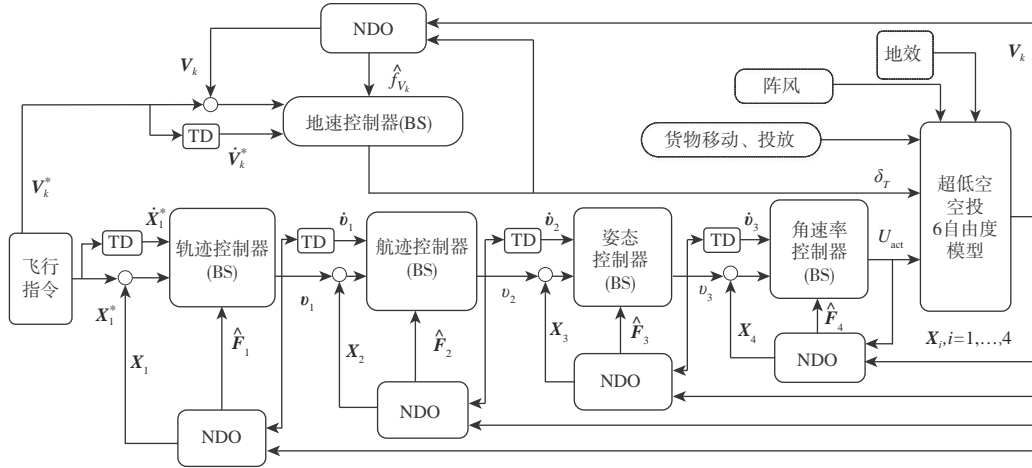 NDO
V_k
V_k
地效
阵风
f̂_{V_k}
地速控制器(BS)
TD
V̇_k^*
货物移动、投放
V_k^*
δ_T
超低空
空投
6自由度
模型
飞行
指令
Ẋ_1^*
TD
轨迹控制器
(BS)
TD
υ̇_1
航迹控制器
(BS)
TD
υ̇_2
姿态
控制器
(BS)
TD
υ̇_3
角速率
控制器
(BS)
U_act
X_1^*
υ_1
υ_2
υ_3
X_1
F̂_1
X_2
F̂_2
X_3
F̂_3
X_4
F̂_4
X_i,i=1,…,4
NDO
NDO
NDO
NDO